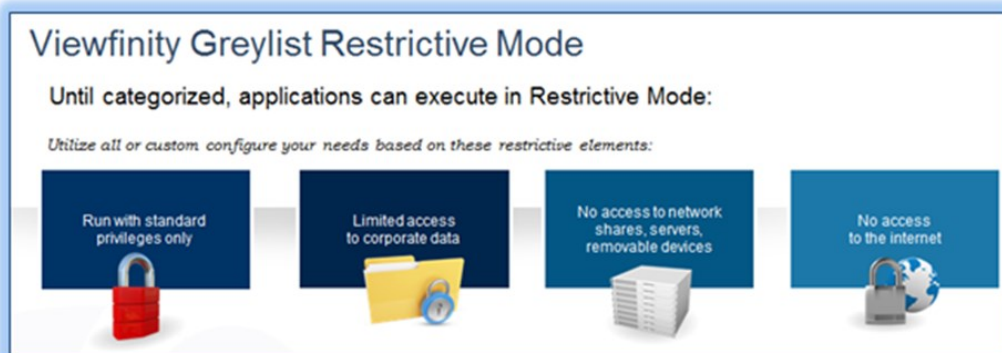 Viewfinity Greylist Restrictive Mode
Until categorized, applications can execute in Restrictive Mode:
Utilize all or custom configure your needs based on these restrictive elements:
Run with standard
privileges only
Limited access
to corporate data
No access to network
shares, servers,
removable devices
No access
to the internet